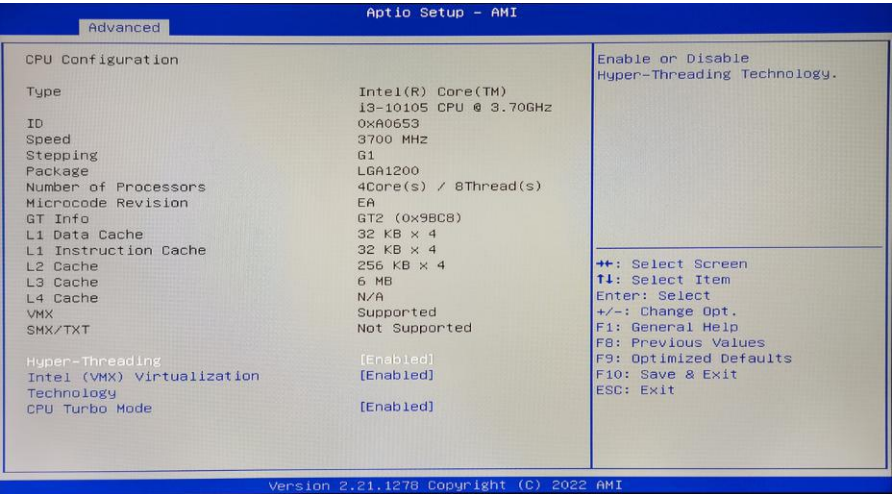 Aptio Setup - AMI
Advanced
CPU Configuration
Type Intel(R) Core(TM)
i3-10105 CPU @ 3.70GHz
ID 0xA0653
Speed 3700 MHz
Stepping G1
Package LGA1200
Number of Processors 4Core(s) / 8Thread(s)
Microcode Revision EA
GT Info GT2 (0x9BC8)
L1 Data Cache 32 KB x 4
L1 Instruction Cache 32 KB x 4
L2 Cache 256 KB x 4
L3 Cache 6 MB
L4 Cache N/A
VMX Supported
SMX/TXT Not Supported
Hyper-Threading [Enabled]
Intel (VMX) Virtualization [Enabled]
Technology
CPU Turbo Mode [Enabled]
Enable or Disable
Hyper-Threading Technology.
→←: Select Screen
↑↓: Select Item
Enter: Select
+/-: Change Opt.
F1: General Help
F8: Previous Values
F9: Optimized Defaults
F10: Save & Exit
ESC: Exit
Version 2.21.1278 Copyright (C) 2022 AMI